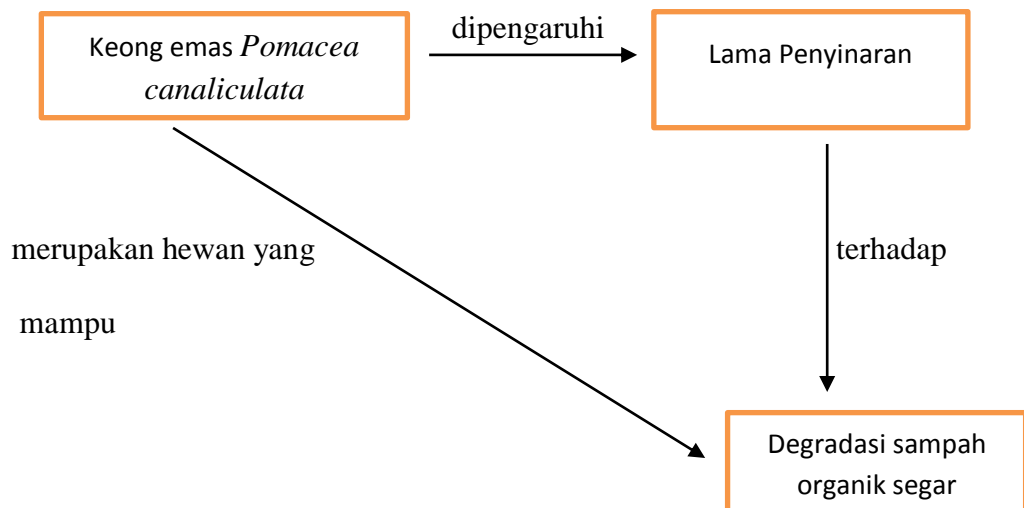 Keong emas Pomacea
canaliculata
dipengaruhi
Lama Penyinaran
merupakan hewan yang
mampu
terhadap
Degradasi sampah
organik segar